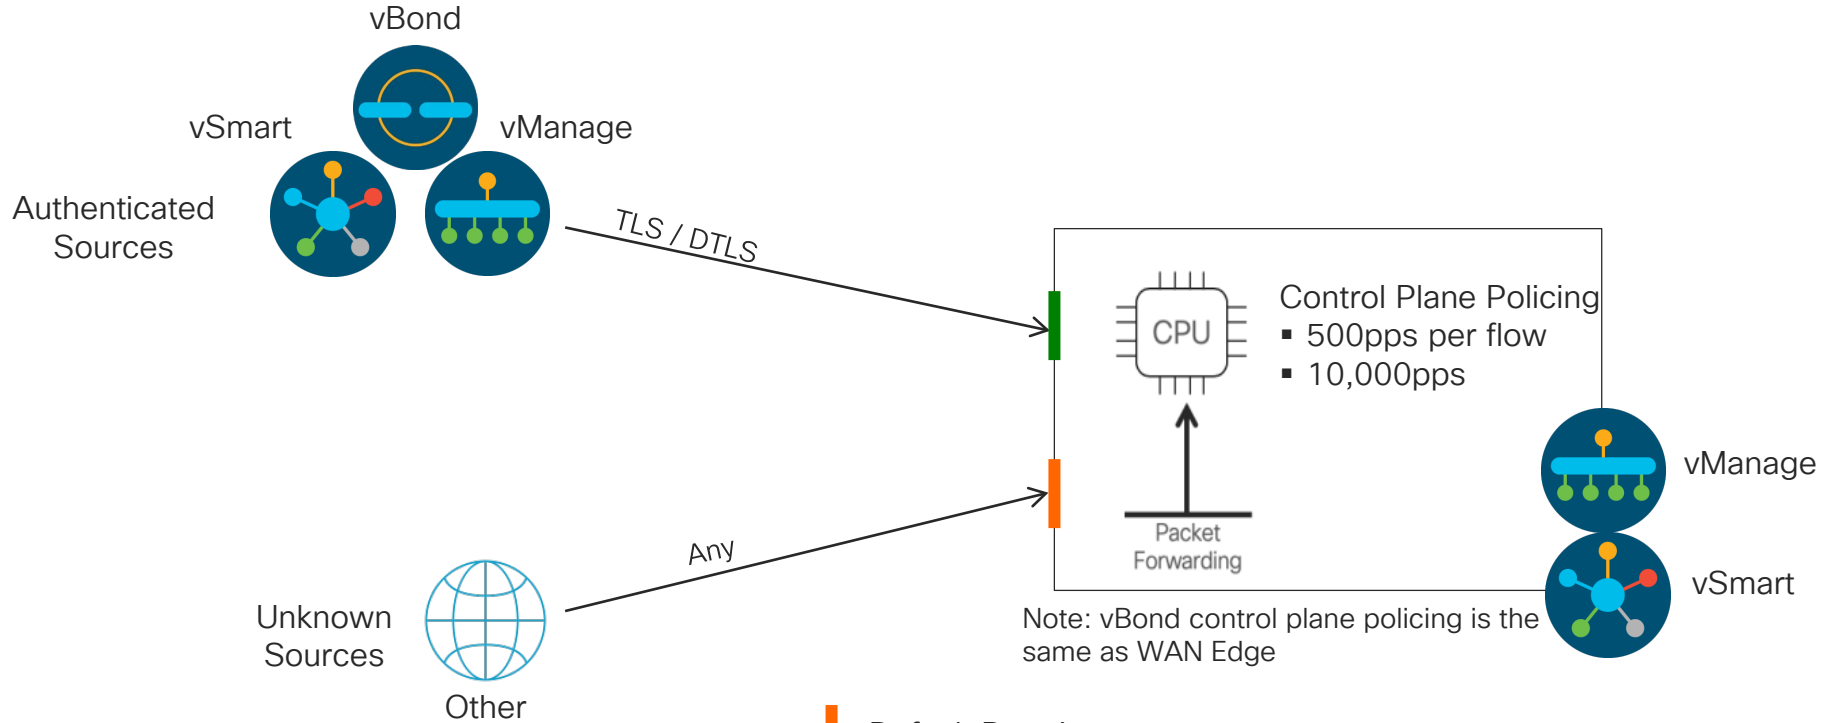 vBond
vSmart
vManage
Authenticated
Sources
TLS / DTLS
CPU
Control Plane Policing
▪ 500pps per flow
▪ 10,000pps
Packet
Forwarding
vManage
vSmart
Any
Unknown
Sources
Other
Note: vBond control plane policing is the
same as WAN Edge